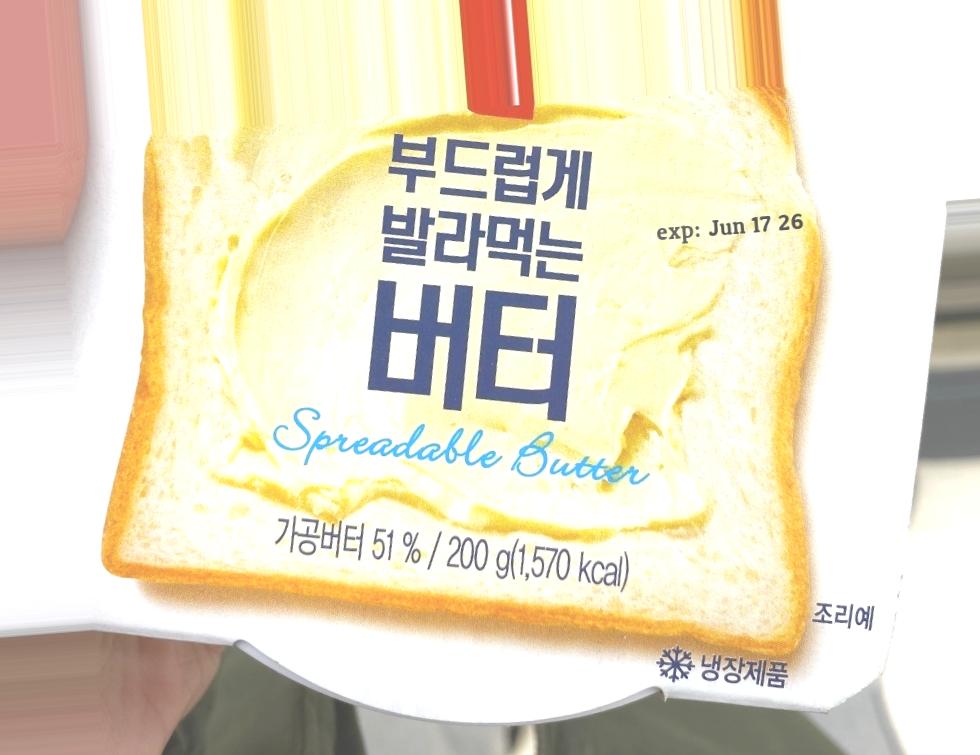 부드럽게
발라먹는
버터
exp: Jun 17 26
Spreadable Butter
가공버터 51 % / 200 g(1,570 kcal)
조리예
냉장제품